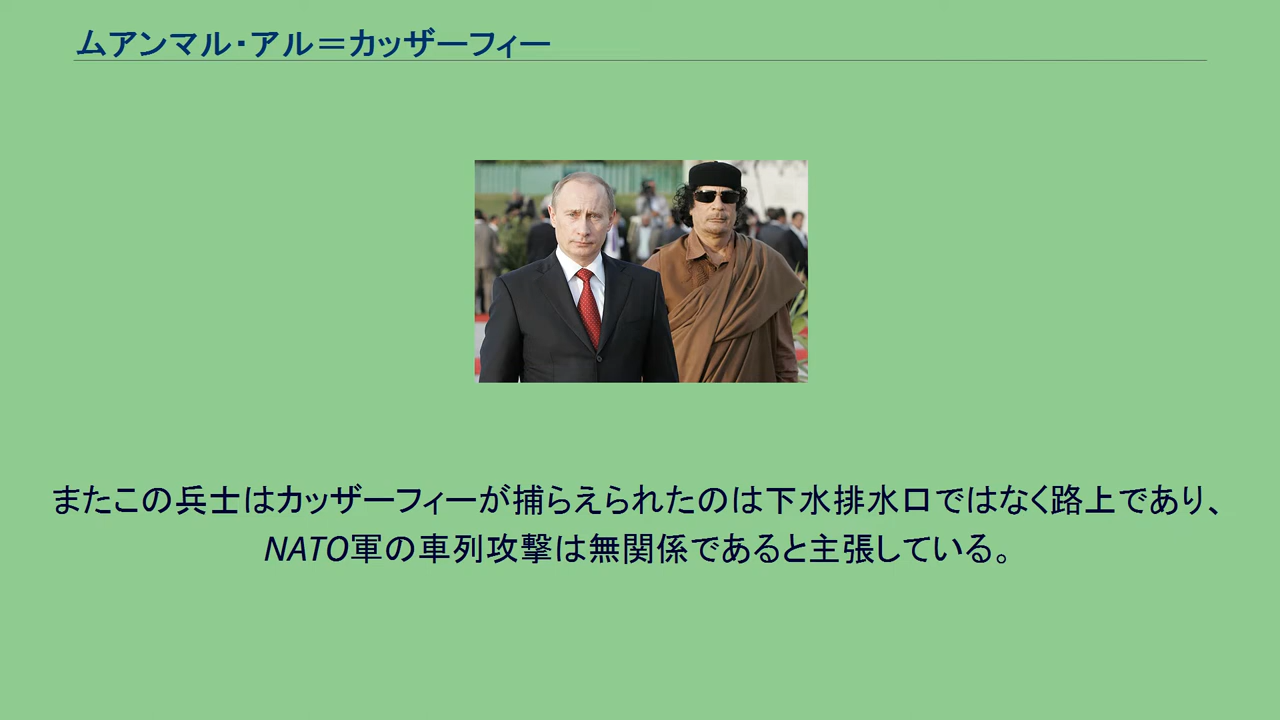 ムアンマル・アル＝カッザーフィー
またこの兵士はカッザーフィーが捕らえられたのは下水排水口ではなく路上であり、
NATO軍の車列攻撃は無関係であると主張している。